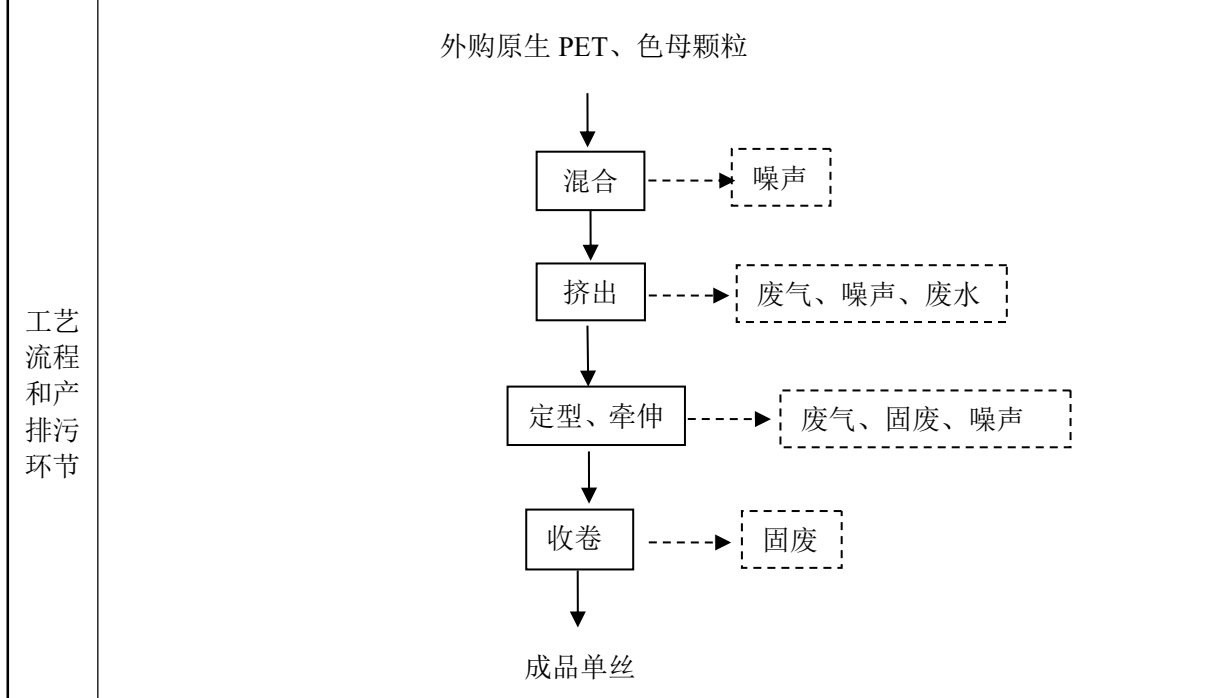 外购原生 PET、色母颗粒
混合
噪声
挤出
废气、噪声、废水
定型、牵伸
废气、固废、噪声
收卷
固废
成品单丝
工艺
流程
和产
排污
环节